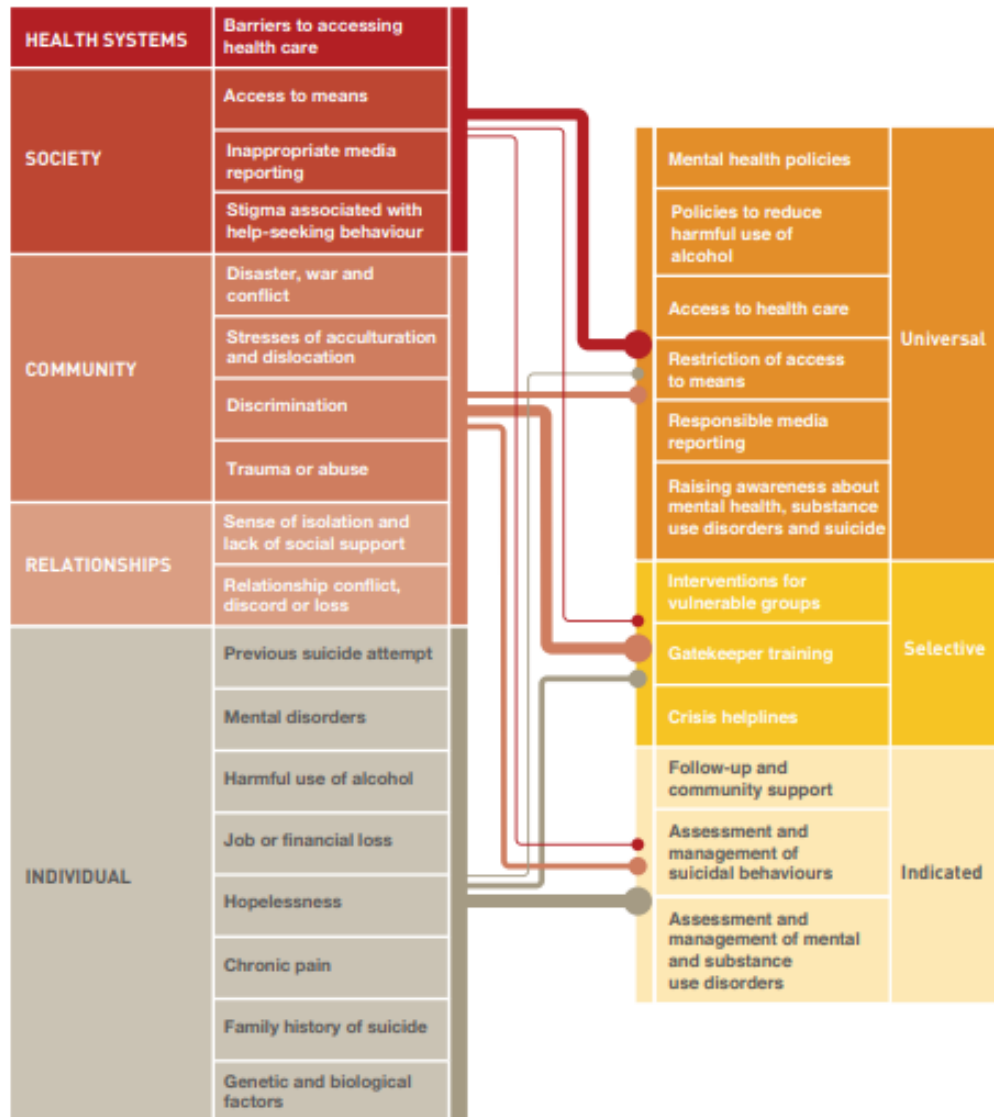 HEALTH SYSTEMS
Barriers to accessing
health care
SOCIETY
Access to means
Inappropriate media
reporting
Stigma associated with
help-seeking behaviour
COMMUNITY
Disaster, war and
conflict
Stresses of acculturation
and dislocation
Discrimination
Trauma or abuse
RELATIONSHIPS
Sense of isolation and
lack of social support
Relationship conflict,
discord or loss
INDIVIDUAL
Previous suicide attempt
Mental disorders
Harmful use of alcohol
Job or financial loss
Hopelessness
Chronic pain
Family history of suicide
Genetic and biological
factors
Mental health policies
Policies to reduce
harmful use of
alcohol
Access to health care
Restriction of access
to means
Responsible media
reporting
Raising awareness about
mental health, substance
use disorders and suicide
Universal
Interventions for
vulnerable groups
Gatekeeper training
Crisis helplines
Selective
Follow-up and
community support
Assessment and
management of
suicidal behaviours
Assessment and
management of mental
and substance
use disorders
Indicated